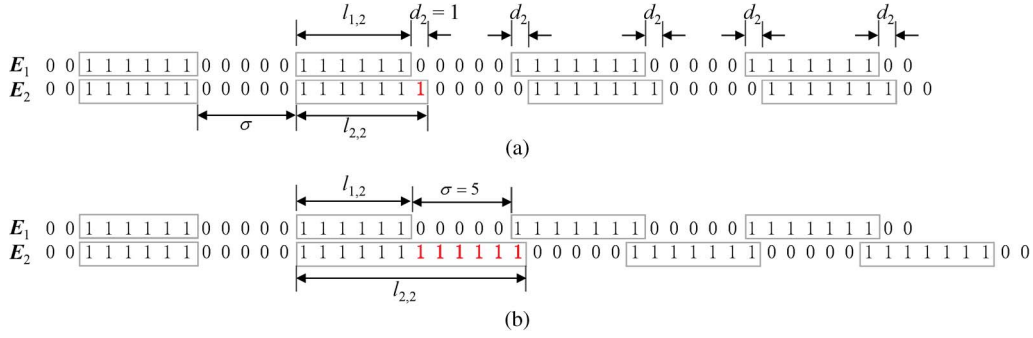 l1,2 d2 = 1 d2 d2 d2 d2
E1 0 0 1 1 1 1 1 1 0 0 0 0 0 1 1 1 1 1 1 0 0 0 0 0 1 1 1 1 1 1 1 0 0 0 0 0 1 1 1 1 1 1 1 0 0
E2 0 0 1 1 1 1 1 1 0 0 0 0 0 1 1 1 1 1 1 1 0 0 0 0 0 1 1 1 1 1 1 1 0 0 0 0 0 1 1 1 1 1 1 1 0 0
σ l2,2
(a)
l1,2 σ = 5
E1 0 0 1 1 1 1 1 1 0 0 0 0 0 1 1 1 1 1 1 0 0 0 0 0 1 1 1 1 1 1 1 0 0 0 0 0 1 1 1 1 1 1 1 0 0
E2 0 0 1 1 1 1 1 1 0 0 0 0 0 1 1 1 1 1 1 1 1 1 1 1 1 0 0 0 0 0 1 1 1 1 1 1 1 0 0 0 0 0 1 1 1 1 1 1 1 0 0
l2,2
(b)